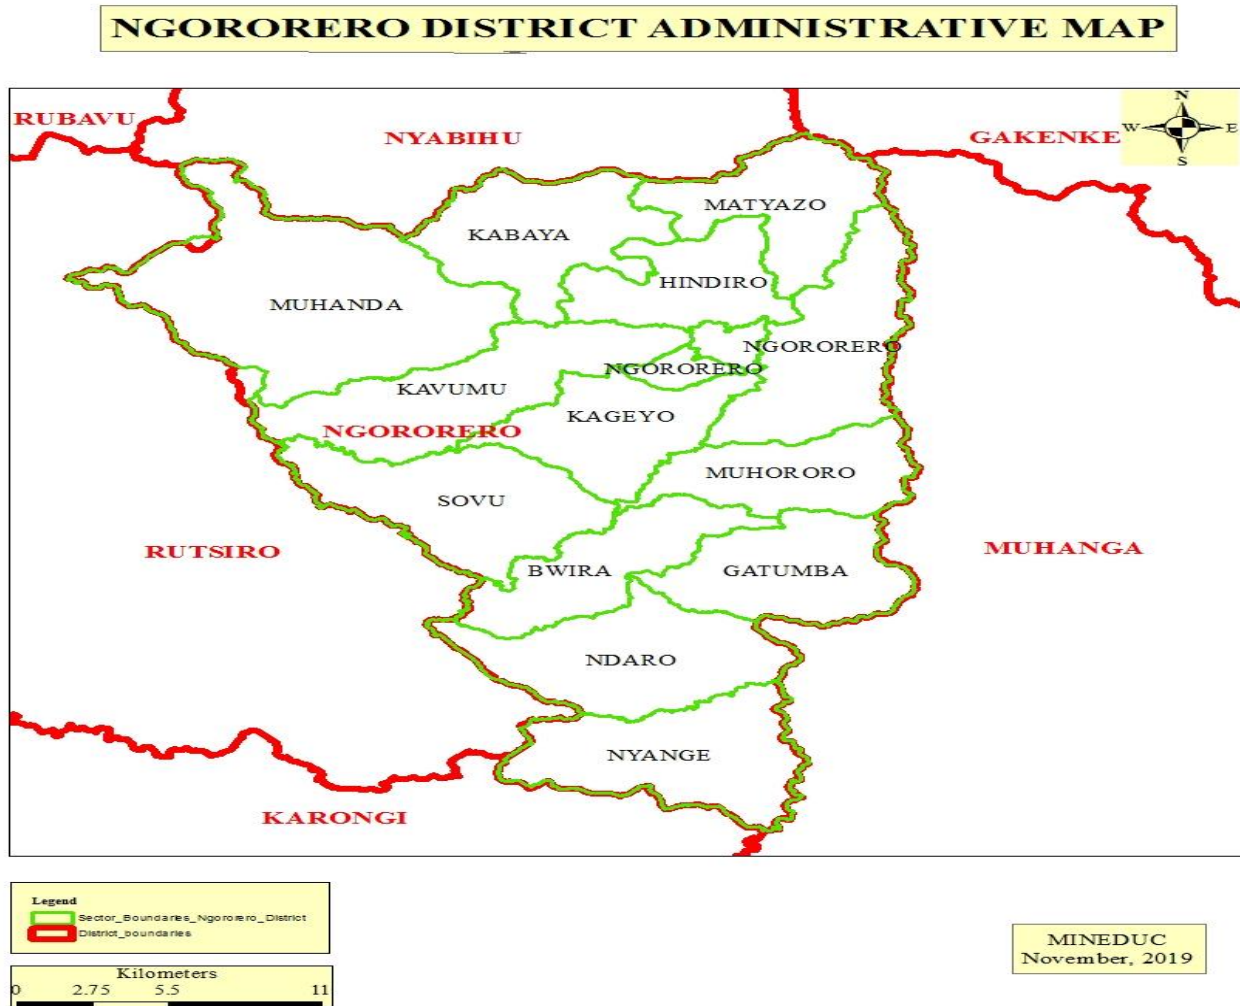 NGORORERO DISTRICT ADMINISTRATIVE MAP
RUBAVU
NYABIHU
GAKENKE
N
W E
S
MATYAZO
KABAYA
HINDIRO
MUHANDA
NGORORERO
NGORORERO
KAVUMU
KAGEYO
NGORORERO
MUHORORO
SOVU
RUTSIRO
MUHANGA
BWIRA
GATUMBA
NDARO
NYANGE
KARONGI
Legend
Sector_Boundaries_Ngororero_District
District_boundaries
MINEDUC
November, 2019
Kilometers
0 2.75 5.5 11